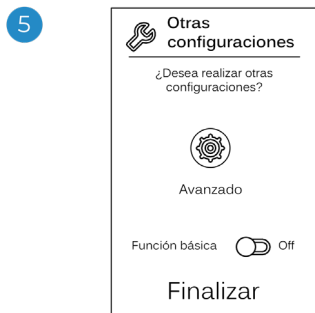 5
Otras
configuraciones
¿Desea realizar otras
configuraciones?
Avanzado
Función básica Off
Finalizar